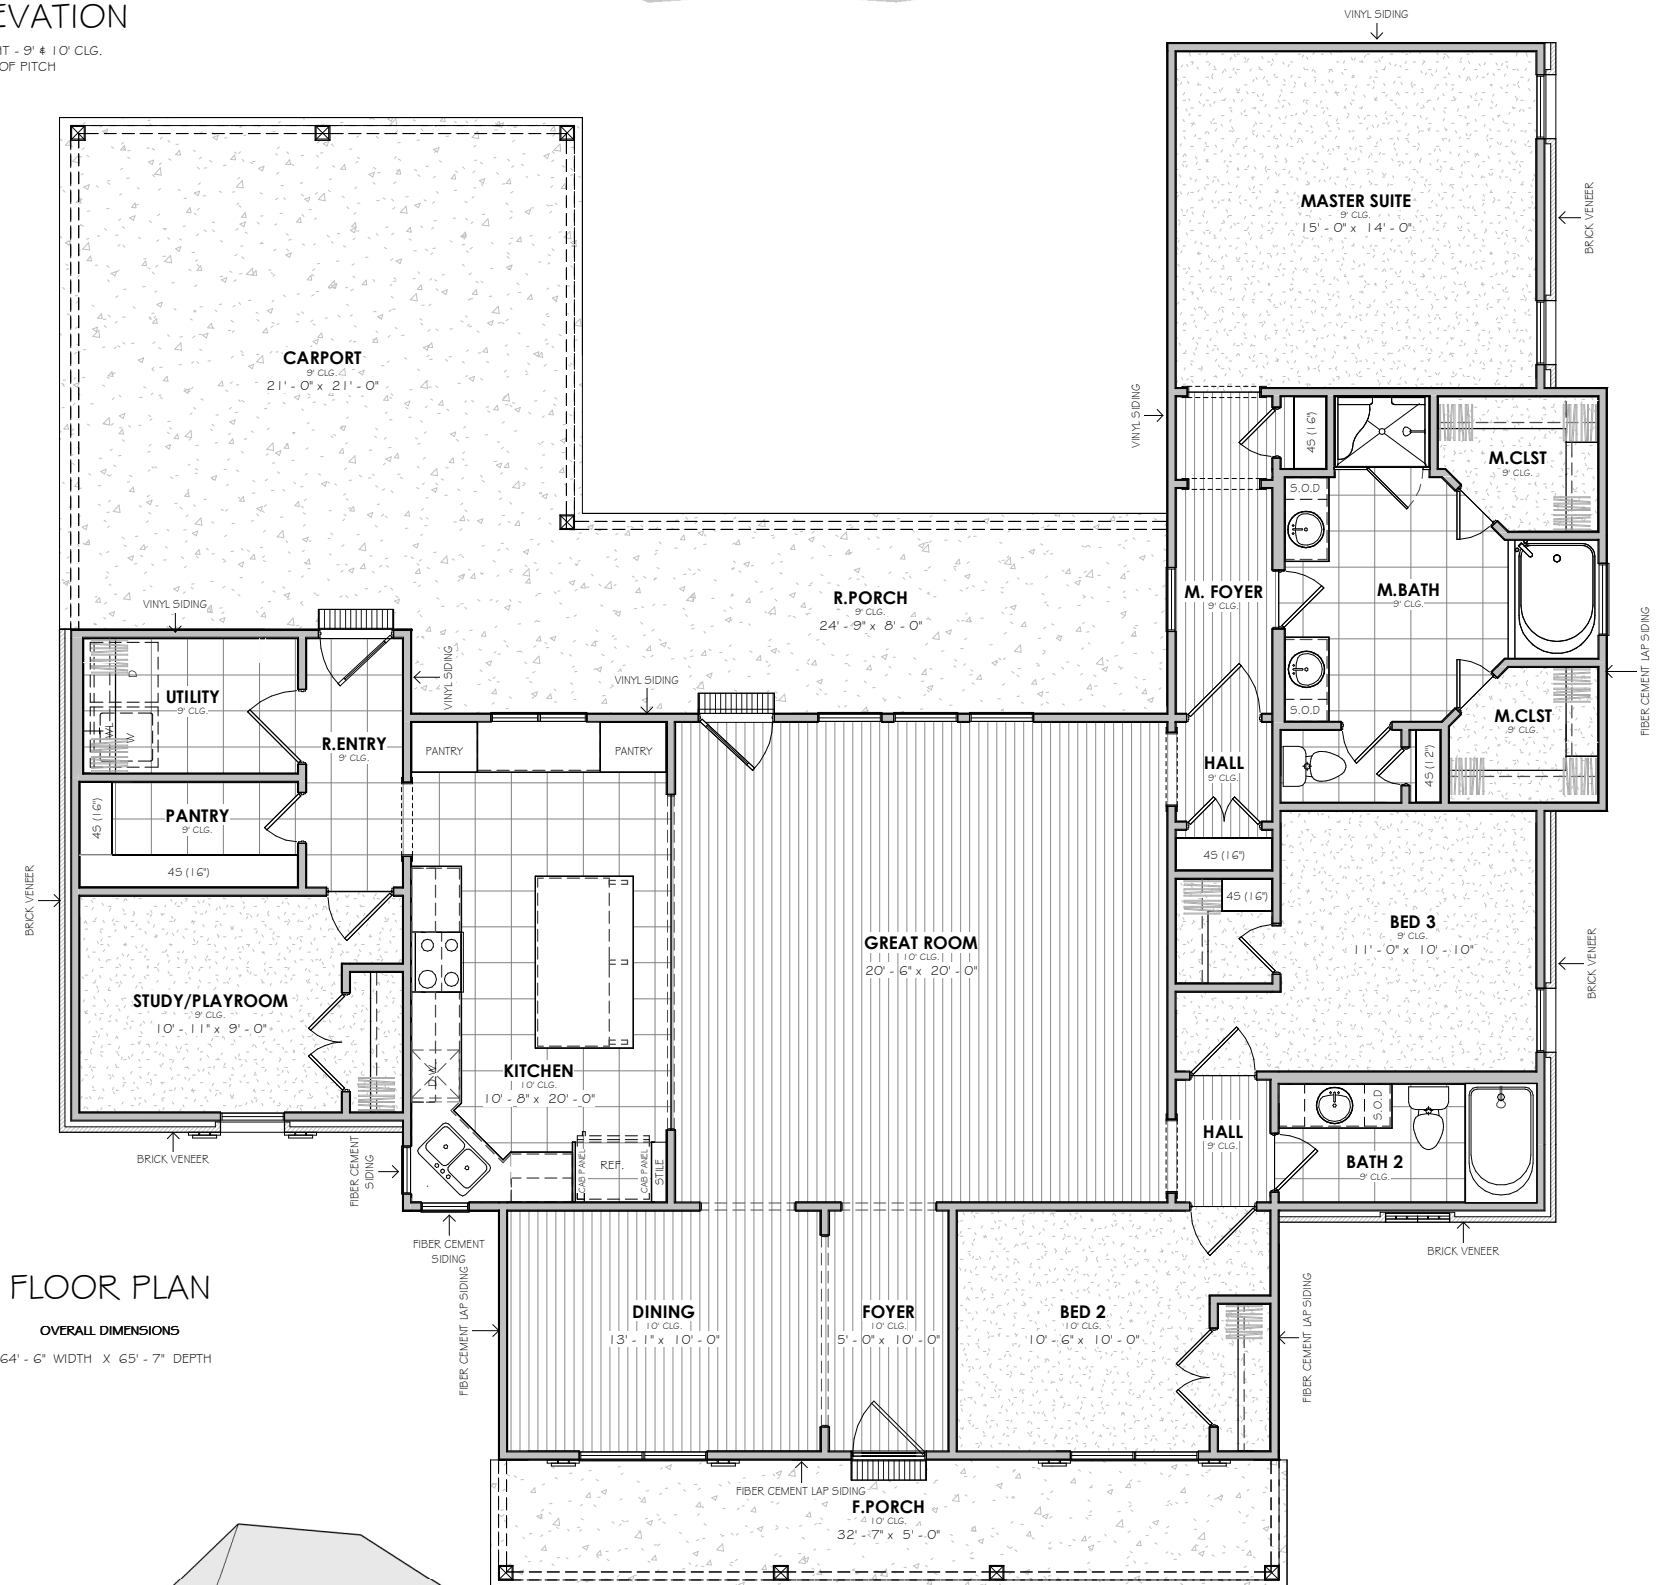 EVATION
HT - 9' & 10' CLG.
OF PITCH
VINYL SIDING
MASTER SUITE
9' CLG.
15' - 0" x 14' - 0"
BRICK VENEER
CARPORT
9' CLG.
21' - 0" x 21' - 0"
VINYL SIDING
4S (16")
M.CLST
9' CLG.
S.O.D
M. FOYER
9' CLG.
M.BATH
9' CLG.
R.PORCH
9' CLG.
24' - 9" x 8' - 0"
VINYL SIDING
FIBER CEMENT LAP SIDING
VINYL SIDING
VINYL SIDING
D
UTILITY
9' CLG.
WL
W
R.ENTRY
9' CLG.
PANTRY
PANTRY
S.O.D
M.CLST
9' CLG.
HALL
9' CLG.
4S (12")
PANTRY
9' CLG.
4S (16")
4S (16")
4S (16")
4S (16")
BRICK VENEER
GREAT ROOM
10' CLG.
20' - 6" x 20' - 0"
BED 3
9' CLG.
11' - 0" x 10' - 10"
BRICK VENEER
STUDY/PLAYROOM
9' CLG.
10' - 11" x 9' - 0"
D.W.
KITCHEN
10' CLG.
10' - 8" x 20' - 0"
S.O.D
HALL
9' CLG.
BATH 2
9' CLG.
BRICK VENEER
FIBER CEMENT
SIDING
CAB PANEL
REF.
CAB PANEL
STILE
FIBER CEMENT
SIDING
BRICK VENEER
FLOOR PLAN
OVERALL DIMENSIONS
64' - 6" WIDTH X 65' - 7" DEPTH
FIBER CEMENT LAP SIDING
DINING
10' CLG.
13' - 1" x 10' - 0"
FOYER
10' CLG.
5' - 0" x 10' - 0"
BED 2
10' CLG.
10' - 6" x 10' - 0"
FIBER CEMENT LAP SIDING
FIBER CEMENT LAP SIDING
F.PORCH
10' CLG.
32' - 7" x 5' - 0"